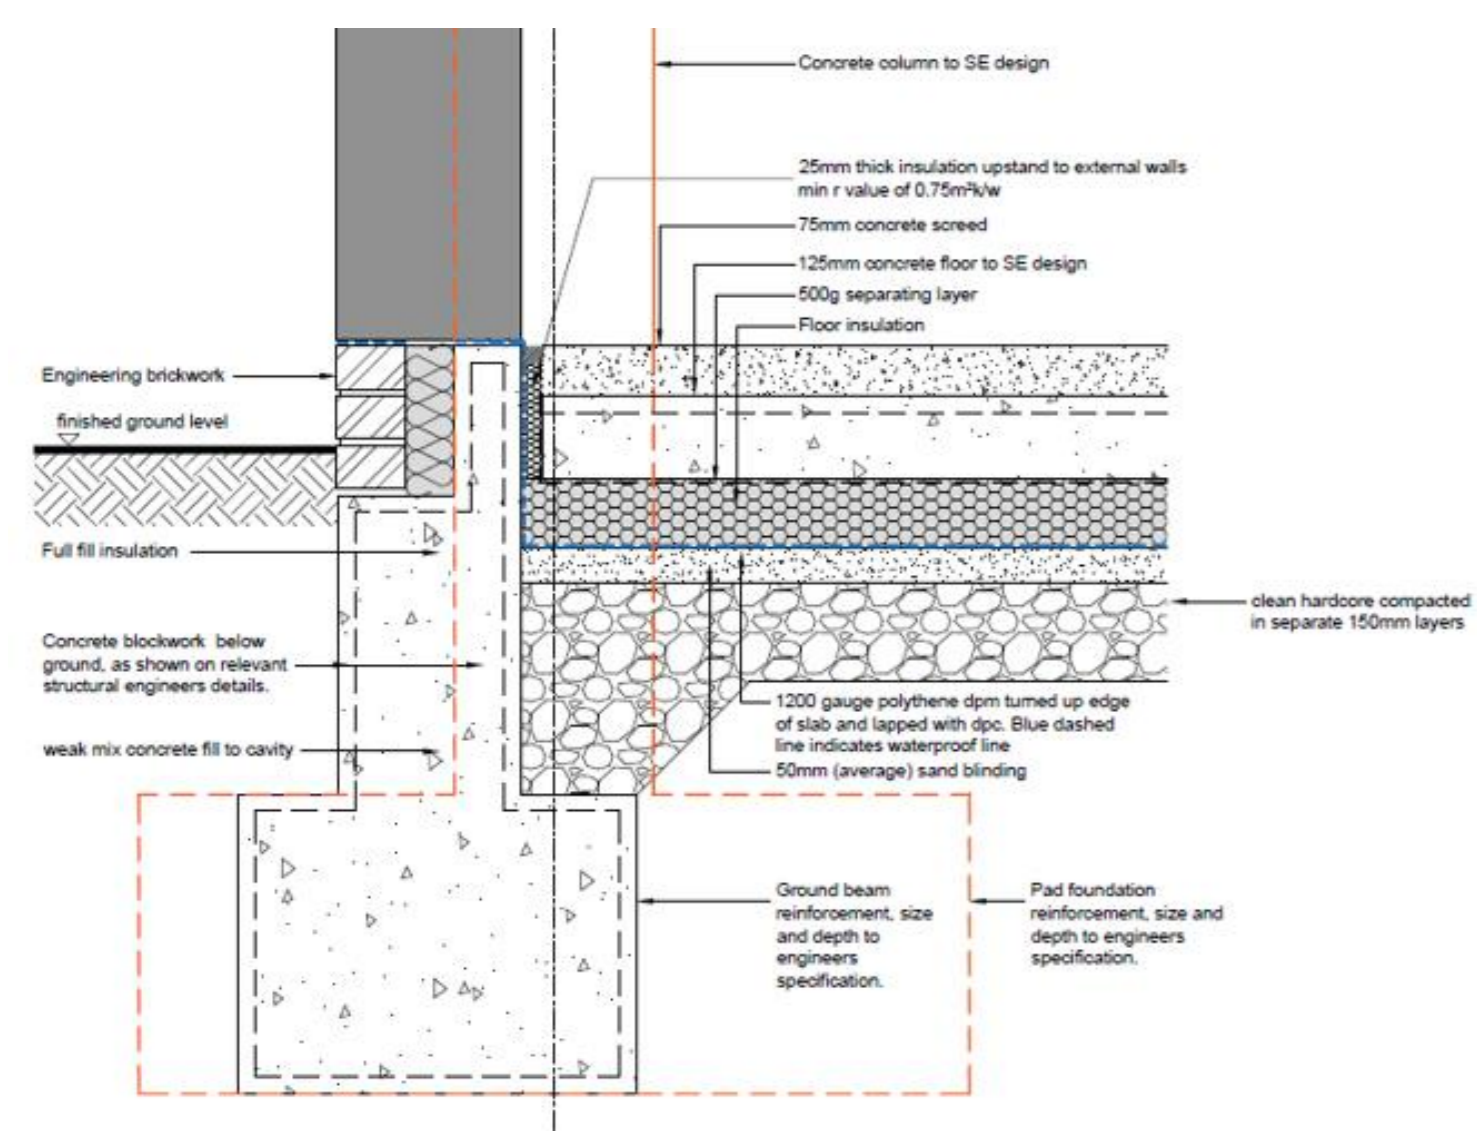 Concrete column to SE design
25mm thick insulation upstand to external walls
min r value of 0.75m²k/w
75mm concrete screed
125mm concrete floor to SE design
500g separating layer
Floor insulation
Engineering brickwork
finished ground level
Full fill insulation
Concrete blockwork below
ground, as shown on relevant
structural engineers details.
weak mix concrete fill to cavity
clean hardcore compacted
in separate 150mm layers
1200 gauge polythene dpm turned up edge
of slab and lapped with dpc. Blue dashed
line indicates waterproof line
50mm (average) sand blinding
Ground beam
reinforcement, size
and depth to
engineers
specification.
Pad foundation
reinforcement, size and
depth to engineers
specification.